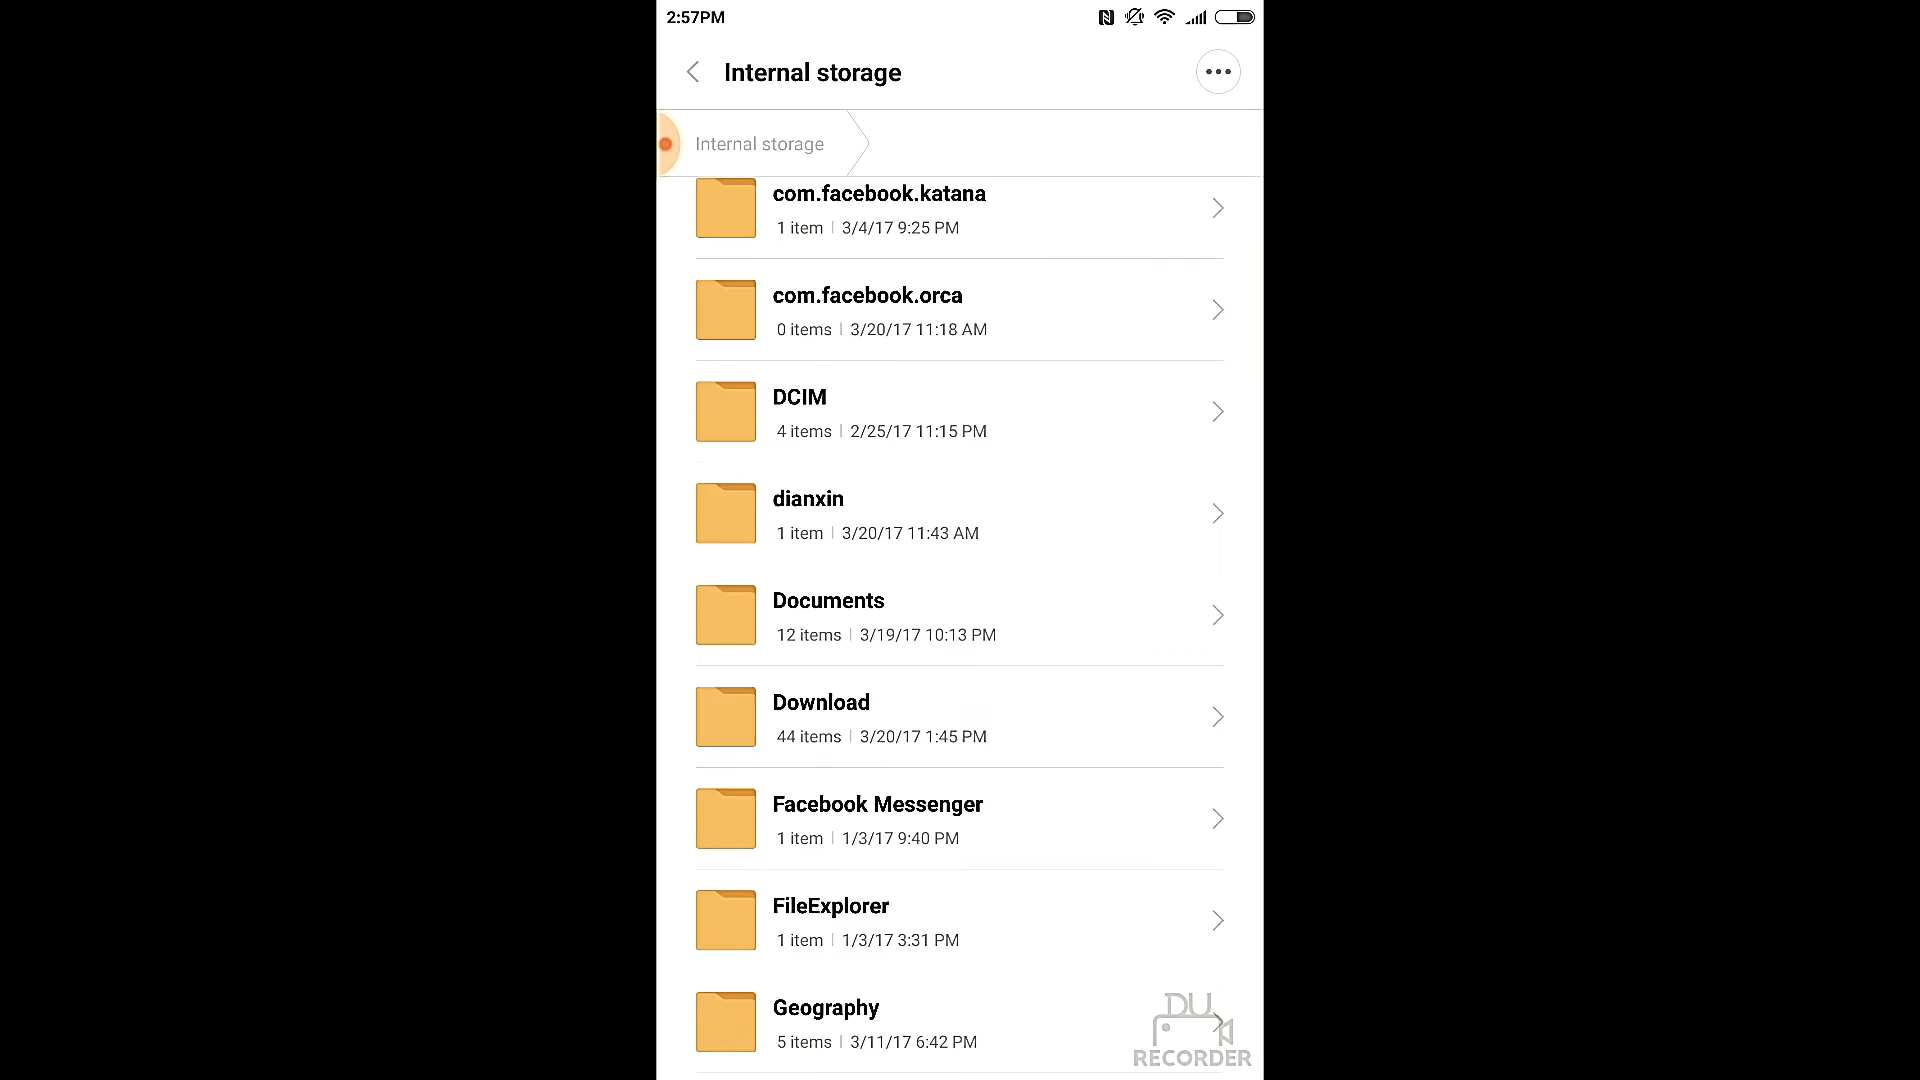 2:57PM
Internal storage
Internal storage
com.facebook.katana
1 item | 3/4/17 9:25 PM
com.facebook.orca
0 items | 3/20/17 11:18 AM
DCIM
4 items | 2/25/17 11:15 PM
dianxin
1 item | 3/20/17 11:43 AM
Documents
12 items | 3/19/17 10:13 PM
Download
44 items | 3/20/17 1:45 PM
Facebook Messenger
1 item | 1/3/17 9:40 PM
FileExplorer
1 item | 1/3/17 3:31 PM
Geography
5 items | 3/11/17 6:42 PM
DU
RECORDER